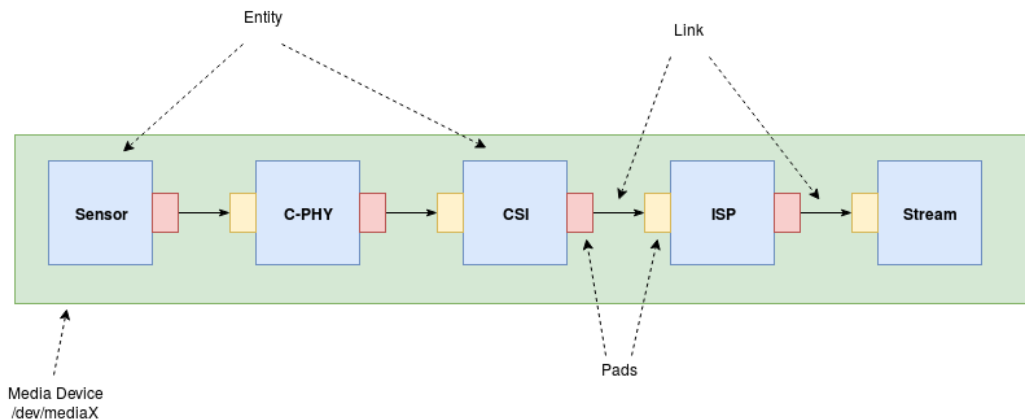 Entity
Link
Sensor
C-PHY
CSI
ISP
Stream
Pads
Media Device
/dev/mediaX